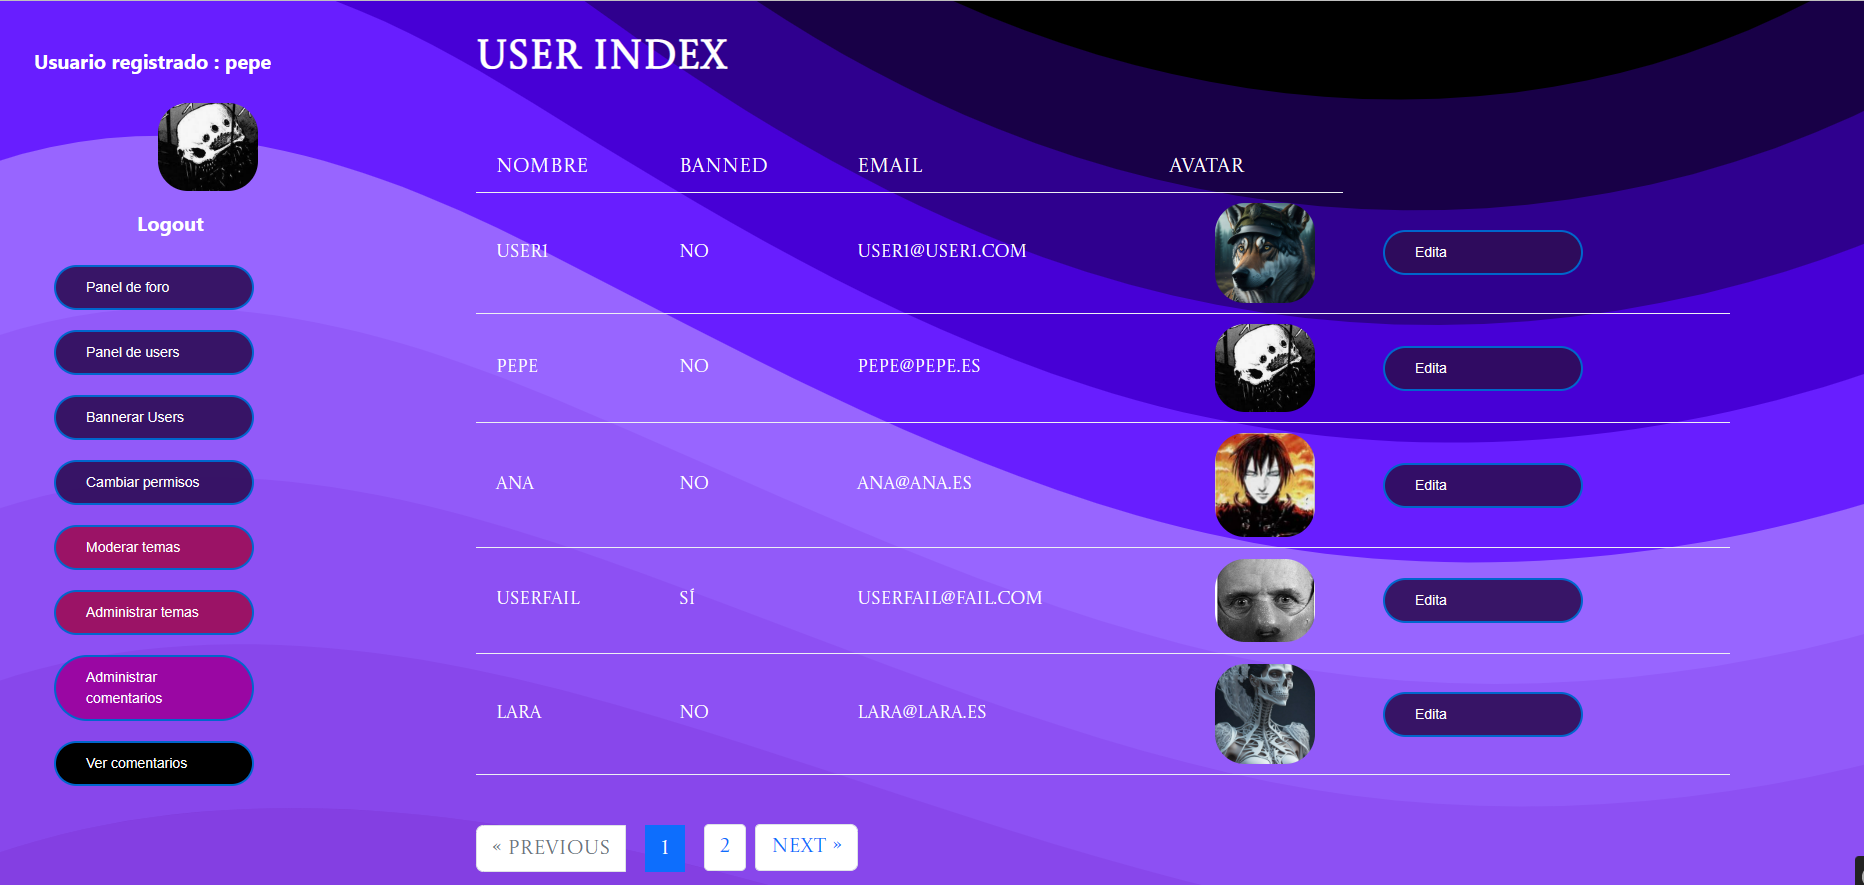 Usuario registrado : pepe
Logout
Panel de foro
Panel de users
Bannerar Users
Cambiar permisos
Moderar temas
Administrar temas
Administrar
comentarios
Ver comentarios
USER INDEX
NOMBRE BANNED EMAIL AVATAR
USER1 NO USER1@USER1.COM Edita
PEPE NO PEPE@PEPE.ES Edita
ANA NO ANA@ANA.ES Edita
USERFAIL SÍ USERFAIL@FAIL.COM Edita
LARA NO LARA@LARA.ES Edita
« PREVIOUS 1 2 NEXT »